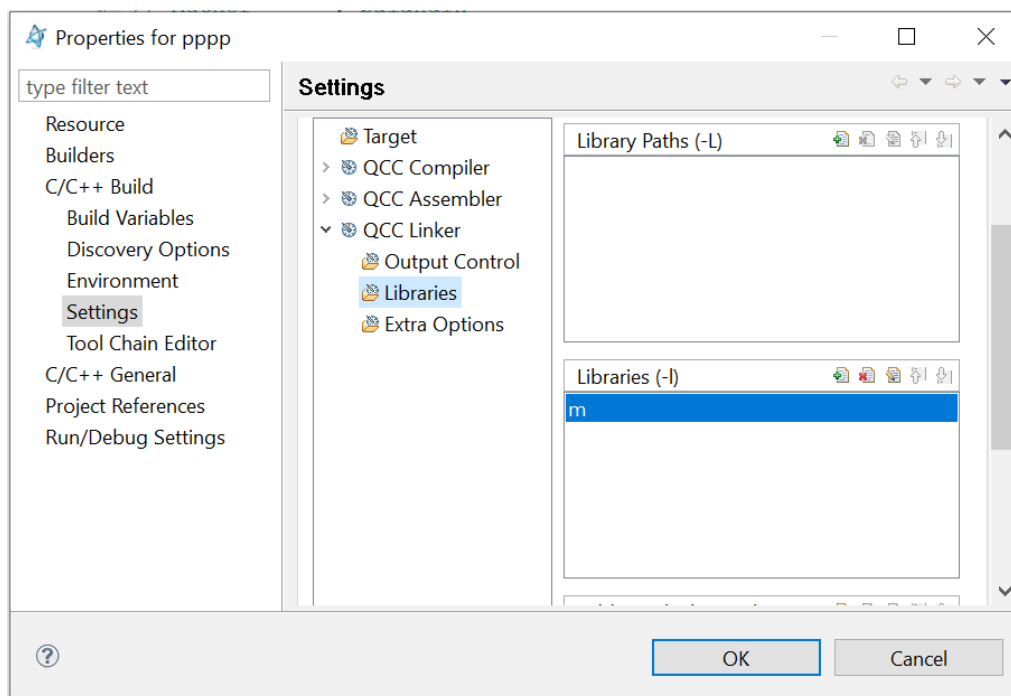 Properties for pppp
type filter text
Resource
Builders
C/C++ Build
Build Variables
Discovery Options
Environment
Settings
Tool Chain Editor
C/C++ General
Project References
Run/Debug Settings
Settings
Target
QCC Compiler
QCC Assembler
QCC Linker
Output Control
Libraries
Extra Options
Library Paths (-L)
Libraries (-l)
m
OK
Cancel